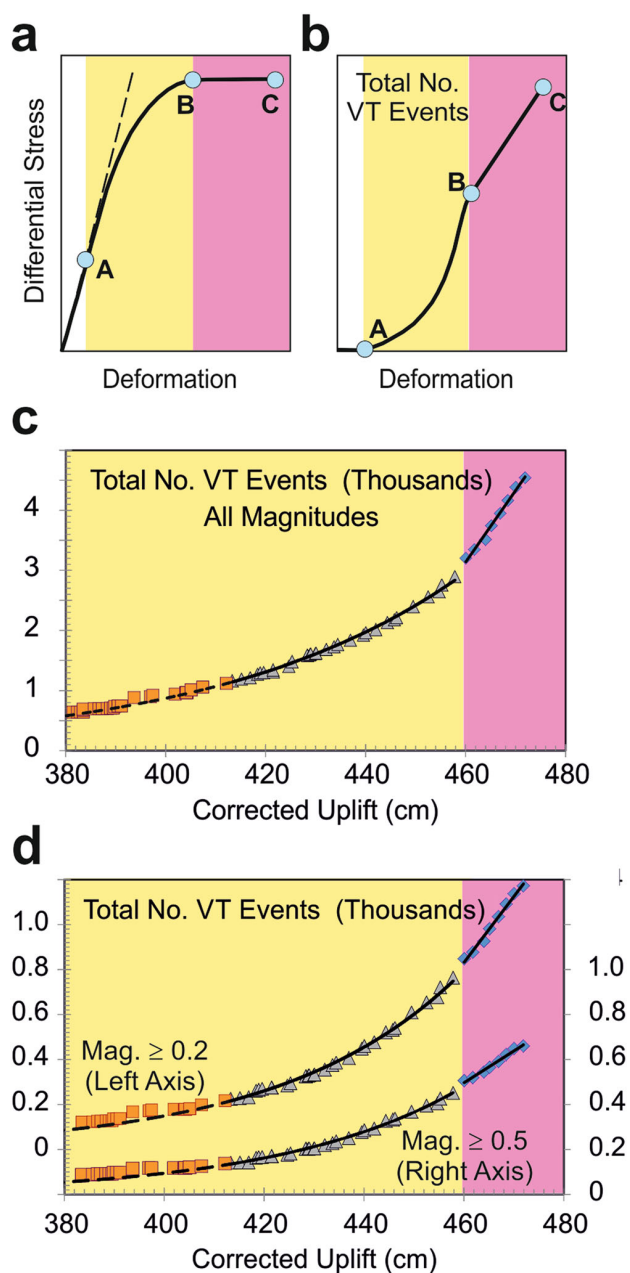 a
b
Differential Stress
A
B
C
Deformation
Total No.
VT Events
A
B
C
Deformation
c
Total No. VT Events (Thousands)
All Magnitudes
4
3
2
1
0
380 400 420 440 460 480
Corrected Uplift (cm)
d
Total No. VT Events (Thousands)
1.0
0.8
0.6
0.4
0.2
0
Mag. ≥ 0.2
(Left Axis)
Mag. ≥ 0.5
(Right Axis)
1.0
0.8
0.6
0.4
0.2
0
380 400 420 440 460 480
Corrected Uplift (cm)